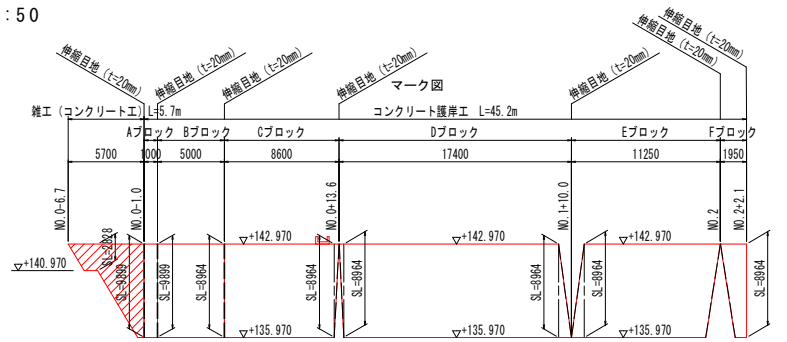 :50
伸縮目地 (t=20mm)
伸縮目地 (t=20mm)
伸縮目地 (t=20mm)
伸縮目地 (t=20mm)
伸縮目地 (t=20mm)
伸縮目地 (t=20mm)
伸縮目地 (t=20mm)
マーク図
雑工（コンクリート工）L=5.7m
コンクリート護岸工 L=45.2m
Aブロック
Bブロック
Cブロック
Dブロック
Eブロック
Fブロック
5700
1000
5000
8600
17400
11250
1950
NO.0-6.7
NO.0-1.0
NO.0+13.6
NO.1+10.0
NO.2
NO.2+2.1
+142.970
+142.970
+142.970
+140.970
SL=2828
SL=9899
SL=9899
SL=8964
SL=8964
SL=8964
SL=8964
SL=8964
SL=8964
+135.970
+135.970
+135.970